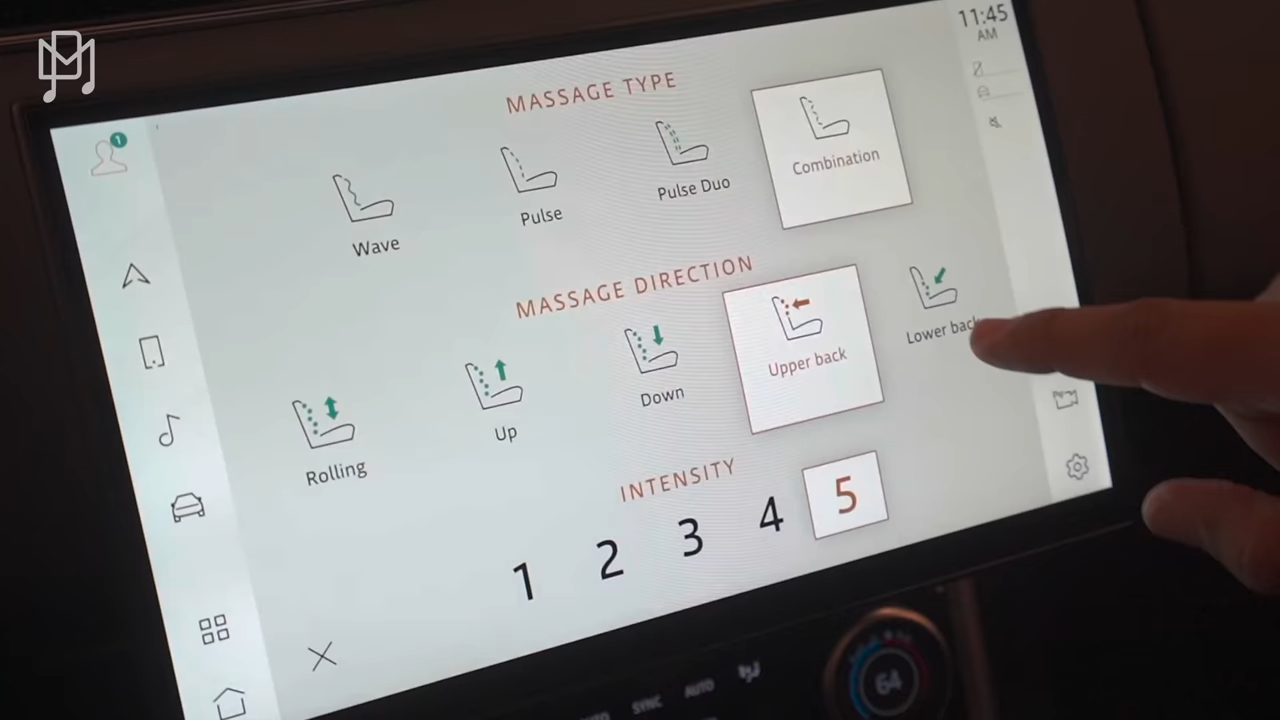 11:45
AM
1
MASSAGE TYPE
Wave
Pulse
Pulse Duo
Combination
MASSAGE DIRECTION
Rolling
Up
Down
Upper back
Lower back
INTENSITY
1 2 3 4 5
SYNC AUTO
64